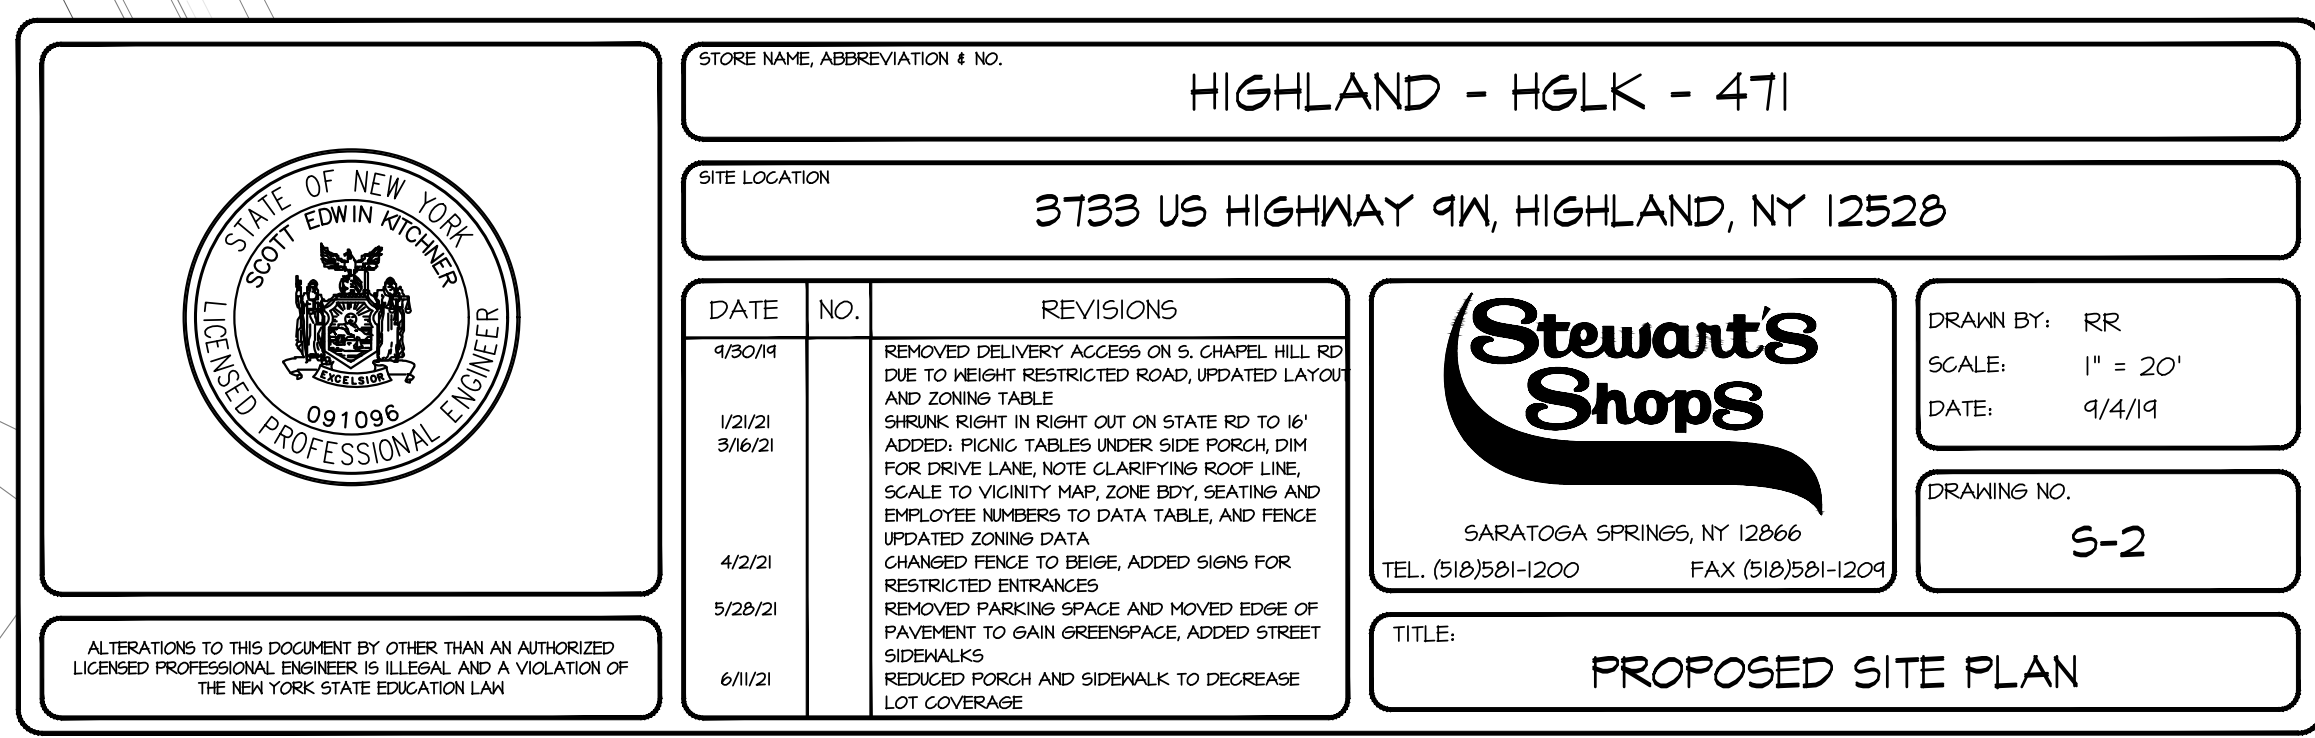 STATE OF NEW YORK
SCOTT EDWIN KITCHNER
EXCELSIOR
091096
LICENSED PROFESSIONAL ENGINEER
ALTERATIONS TO THIS DOCUMENT BY OTHER THAN AN AUTHORIZED
LICENSED PROFESSIONAL ENGINEER IS ILLEGAL AND A VIOLATION OF
THE NEW YORK STATE EDUCATION LAW
STORE NAME, ABBREVIATION & NO.
HIGHLAND - HGLK - 471
SITE LOCATION
3733 US HIGHWAY 9W, HIGHLAND, NY 12528
DATE NO. REVISIONS
9/30/19 REMOVED DELIVERY ACCESS ON S. CHAPEL HILL RD
DUE TO WEIGHT RESTRICTED ROAD, UPDATED LAYOUT
AND ZONING TABLE
1/21/21 SHRUNK RIGHT IN RIGHT OUT ON STATE RD TO 16'
3/16/21 ADDED: PICNIC TABLES UNDER SIDE PORCH, DIM
FOR DRIVE LANE, NOTE CLARIFYING ROOF LINE,
SCALE TO VICINITY MAP, ZONE BDY, SEATING AND
EMPLOYEE NUMBERS TO DATA TABLE, AND FENCE
UPDATED ZONING DATA
4/2/21 CHANGED FENCE TO BEIGE, ADDED SIGNS FOR
RESTRICTED ENTRANCES
5/28/21 REMOVED PARKING SPACE AND MOVED EDGE OF
PAVEMENT TO GAIN GREENSPACE, ADDED STREET
SIDEWALKS
6/11/21 REDUCED PORCH AND SIDEWALK TO DECREASE
LOT COVERAGE
Stewart's
Shops
SARATOGA SPRINGS, NY 12866
TEL. (518)581-1200 FAX (518)581-1209
DRAWN BY: RR
SCALE: 1" = 20'
DATE: 9/4/19
DRAWING NO.
S-2
TITLE:
PROPOSED SITE PLAN